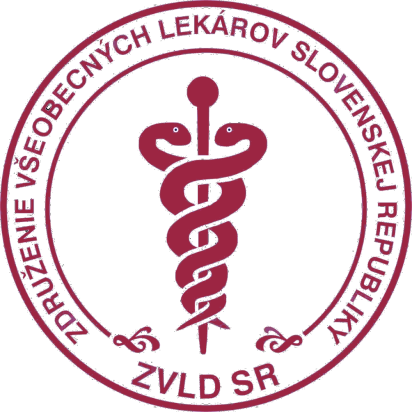 ZDRUŽENIE VŠEOBECNÝCH LEKÁROV SLOVENSKEJ REPUBLIKY
ZVLD SR